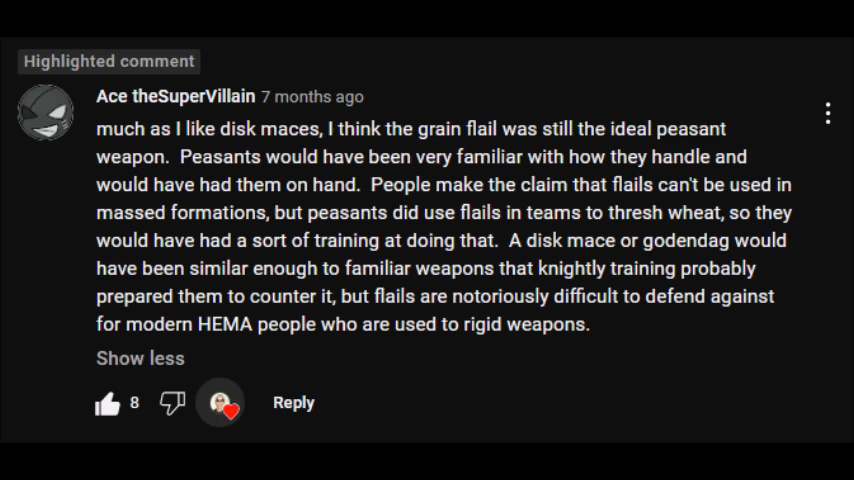 Highlighted comment
Ace theSuperVillain 7 months ago
much as I like disk maces, I think the grain flail was still the ideal peasant
weapon.  Peasants would have been very familiar with how they handle and
would have had them on hand.  People make the claim that flails can't be used in
massed formations, but peasants did use flails in teams to thresh wheat, so they
would have had a sort of training at doing that.  A disk mace or godendag would
have been similar enough to familiar weapons that knightly training probably
prepared them to counter it, but flails are notoriously difficult to defend against
for modern HEMA people who are used to rigid weapons.
Show less
8 Reply